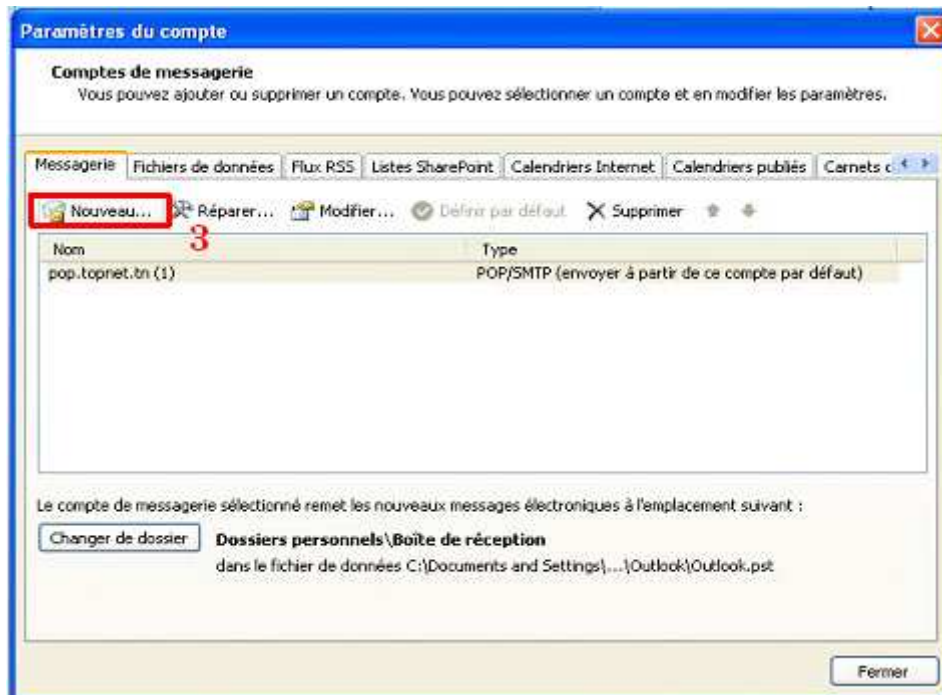 Paramètres du compte
Comptes de messagerie
Vous pouvez ajouter ou supprimer un compte. Vous pouvez sélectionner un compte et en modifier les paramètres.
Messagerie Fichiers de données Flux RSS Listes SharePoint Calendriers Internet Calendriers publiés Carnets
Nouveau... Réparer... Modifier... Définir par défaut Supprimer
3
Nom Type
pop.topnet.tn (1) POP/SMTP (envoyer à partir de ce compte par défaut)
Le compte de messagerie sélectionné remet les nouveaux messages électroniques à l'emplacement suivant :
Changer de dossier Dossiers personnels\Boîte de réception
dans le fichier de données C:\Documents and Settings\...\Outlook\Outlook.pst
Fermer